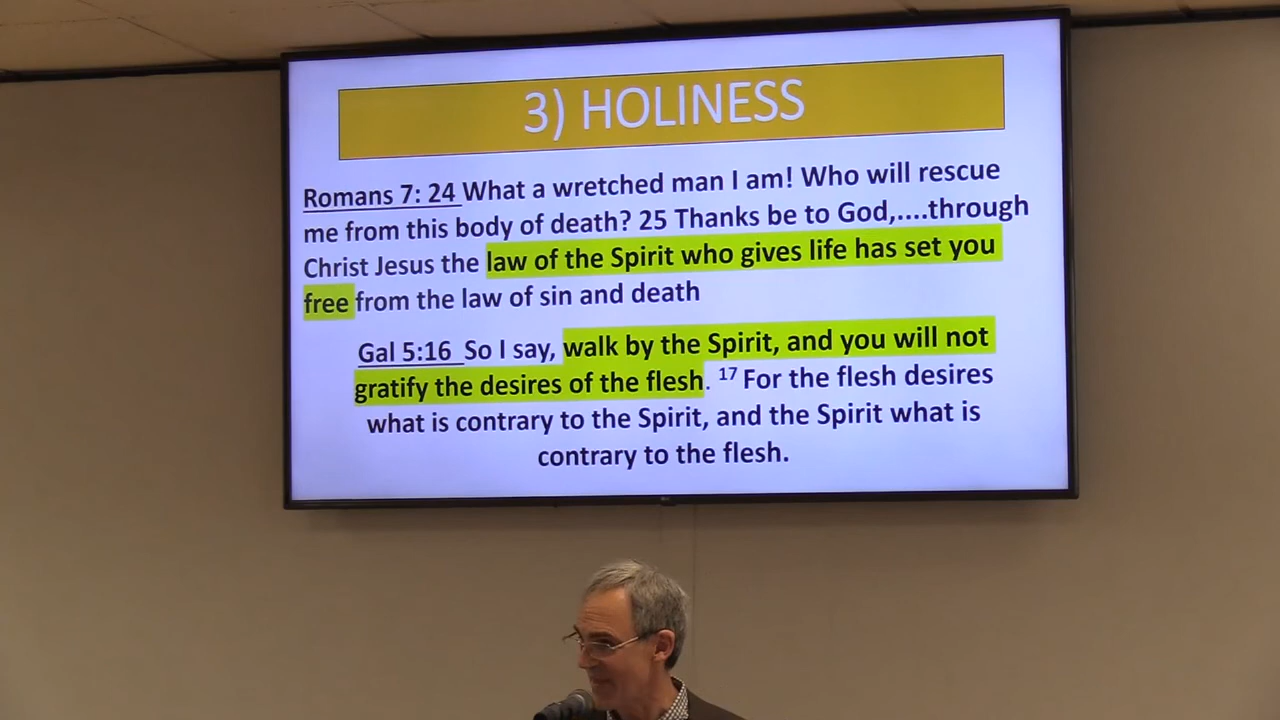 3) HOLINESS
Romans 7: 24 What a wretched man I am! Who will rescue
me from this body of death? 25 Thanks be to God,....through
Christ Jesus the law of the Spirit who gives life has set you
free from the law of sin and death
Gal 5:16 So I say, walk by the Spirit, and you will not
gratify the desires of the flesh. 17 For the flesh desires
what is contrary to the Spirit, and the Spirit what is
contrary to the flesh.